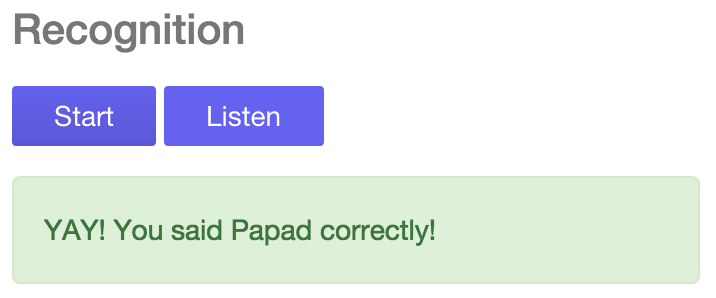 Recognition
Start Listen
YAY! You said Papad correctly!